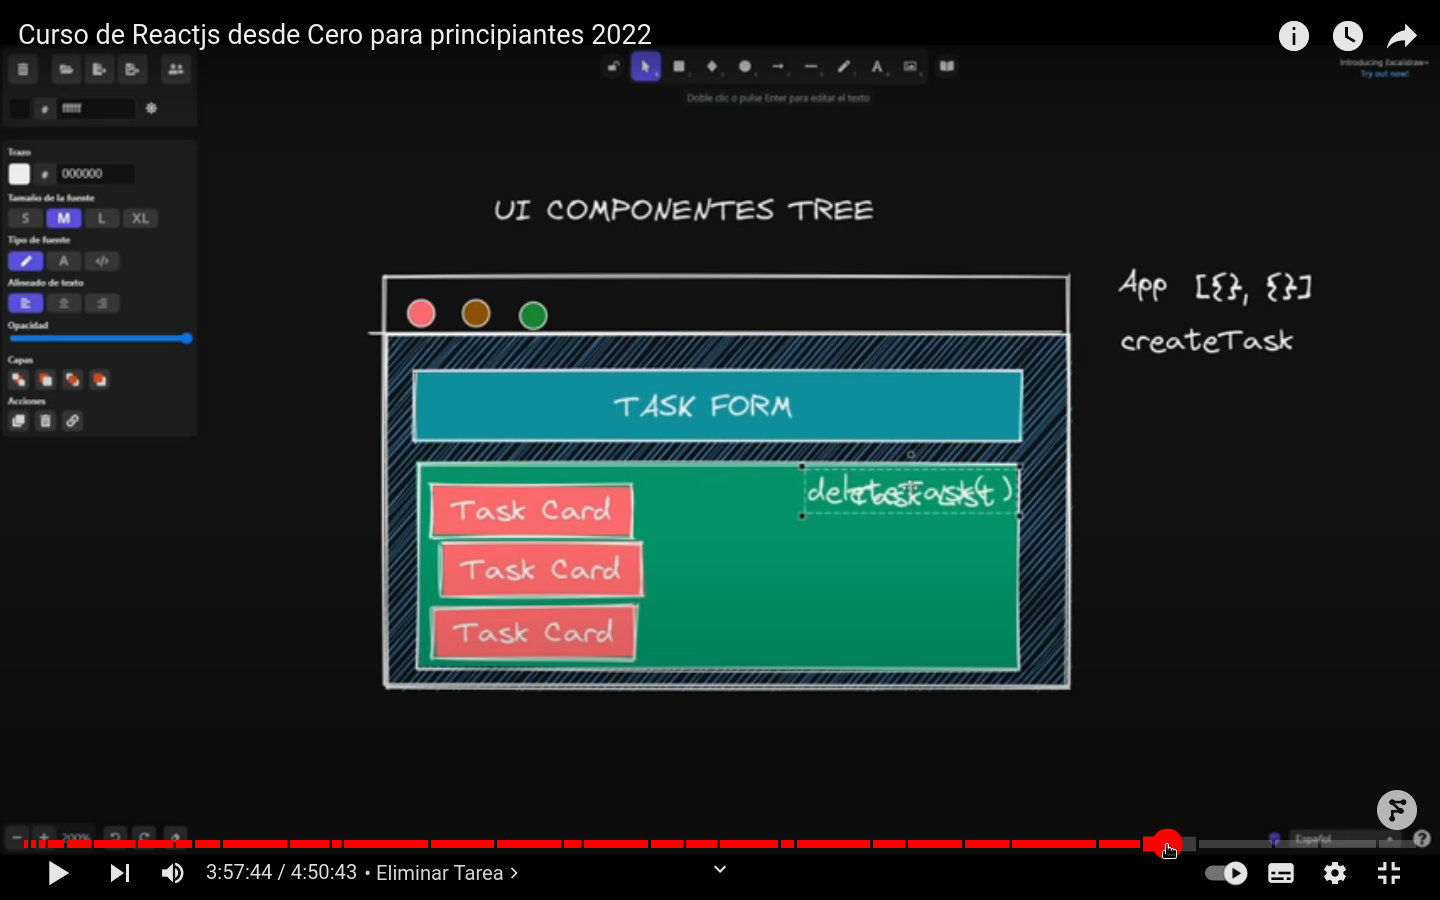 Curso de Reactjs desde Cero para principiantes 2022
Introducing Excalidraw+
Try out now!
Doble clic o pulse Enter para editar el texto
# ffffff
Trazo
# 000000
Tamaño de la fuente
S M L XL
Tipo de fuente
A </>
Alineado de texto
Opacidad
Capas
Acciones
UI COMPONENTES TREE
App [{}, {}]
createTask
TASK FORM
deleteTask()
Task List
Task Card
Task Card
Task Card
200%
Español
3:57:44 / 4:50:43 • Eliminar Tarea >